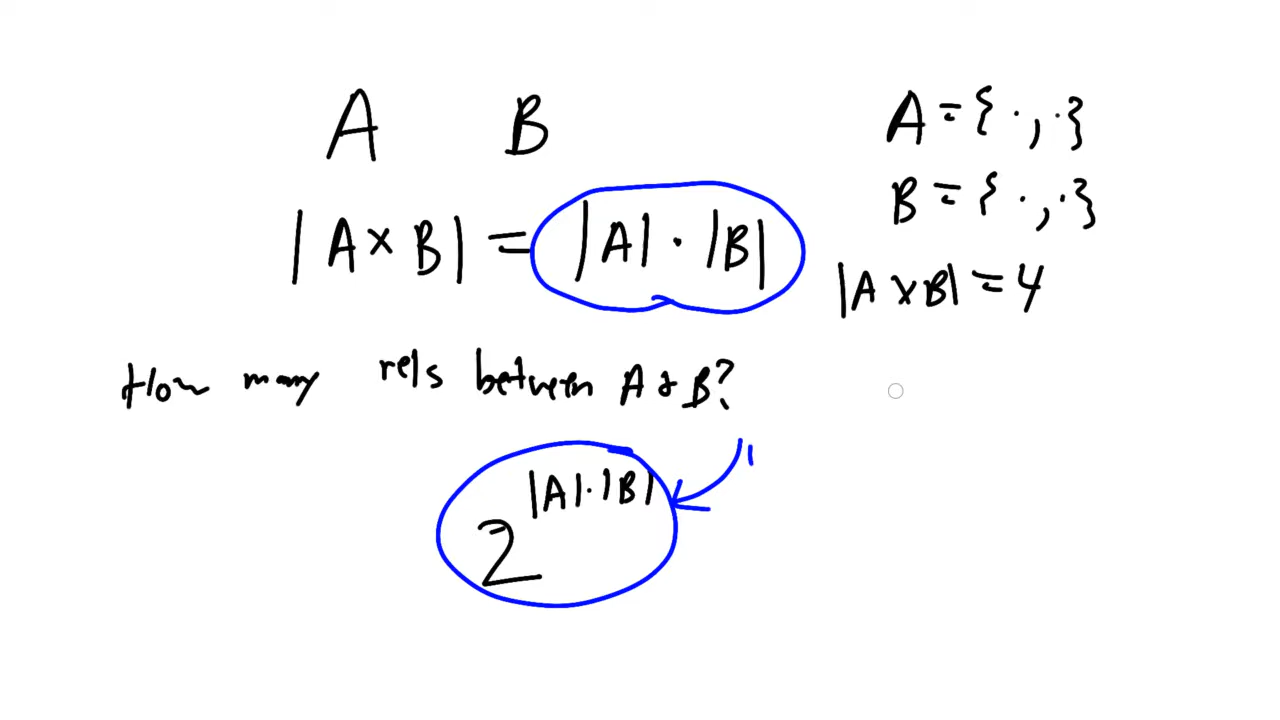 A B
|A × B| = |A| · |B|
How many rels between A & B?
2^{|A|·|B|}
A = { · , · }
B = { · , · }
|A × B| = 4